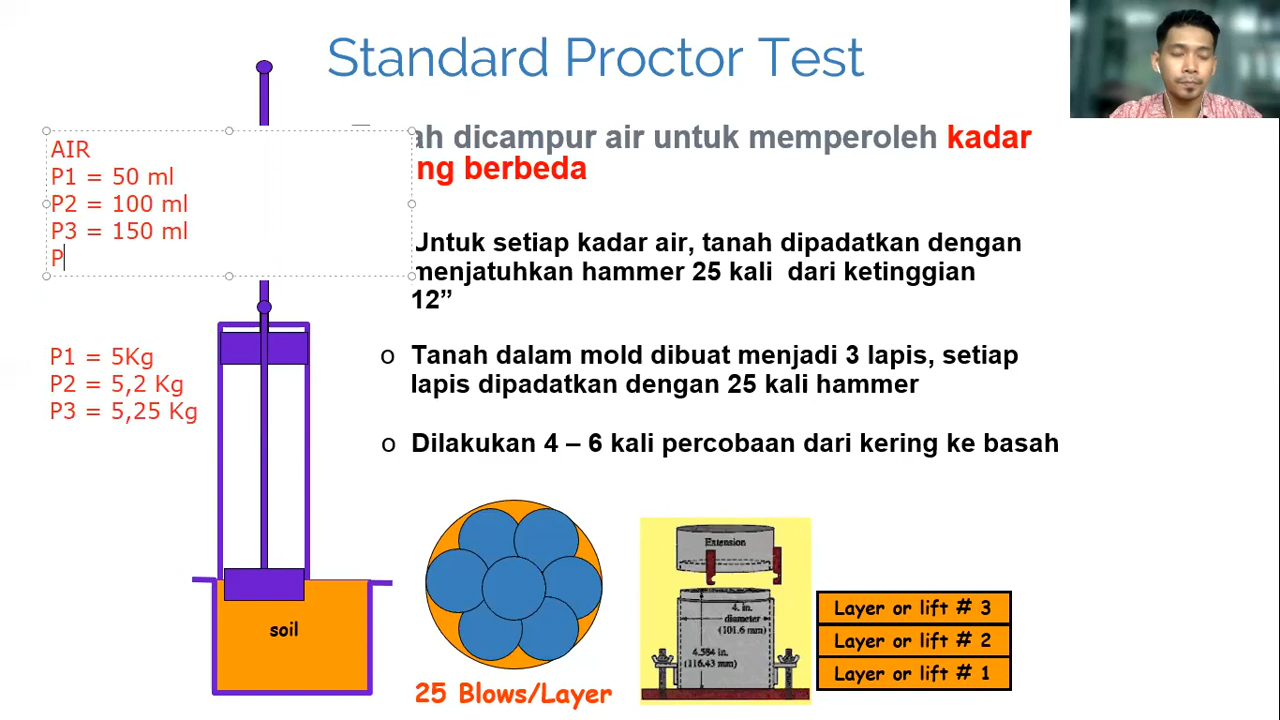 Standard Proctor Test
AIR
P1 = 50 ml
P2 = 100 ml
P3 = 150 ml
P
ah dicampur air untuk memperoleh kadar
ng berbeda
Untuk setiap kadar air, tanah dipadatkan dengan
menjatuhkan hammer 25 kali dari ketinggian
12”
P1 = 5Kg
P2 = 5,2 Kg
P3 = 5,25 Kg
o Tanah dalam mold dibuat menjadi 3 lapis, setiap
lapis dipadatkan dengan 25 kali hammer
o Dilakukan 4 – 6 kali percobaan dari kering ke basah
soil
25 Blows/Layer
Extension
4. in.
diameter
(101.6 mm)
4.584 in.
(116.43 mm)
Layer or lift # 3
Layer or lift # 2
Layer or lift # 1